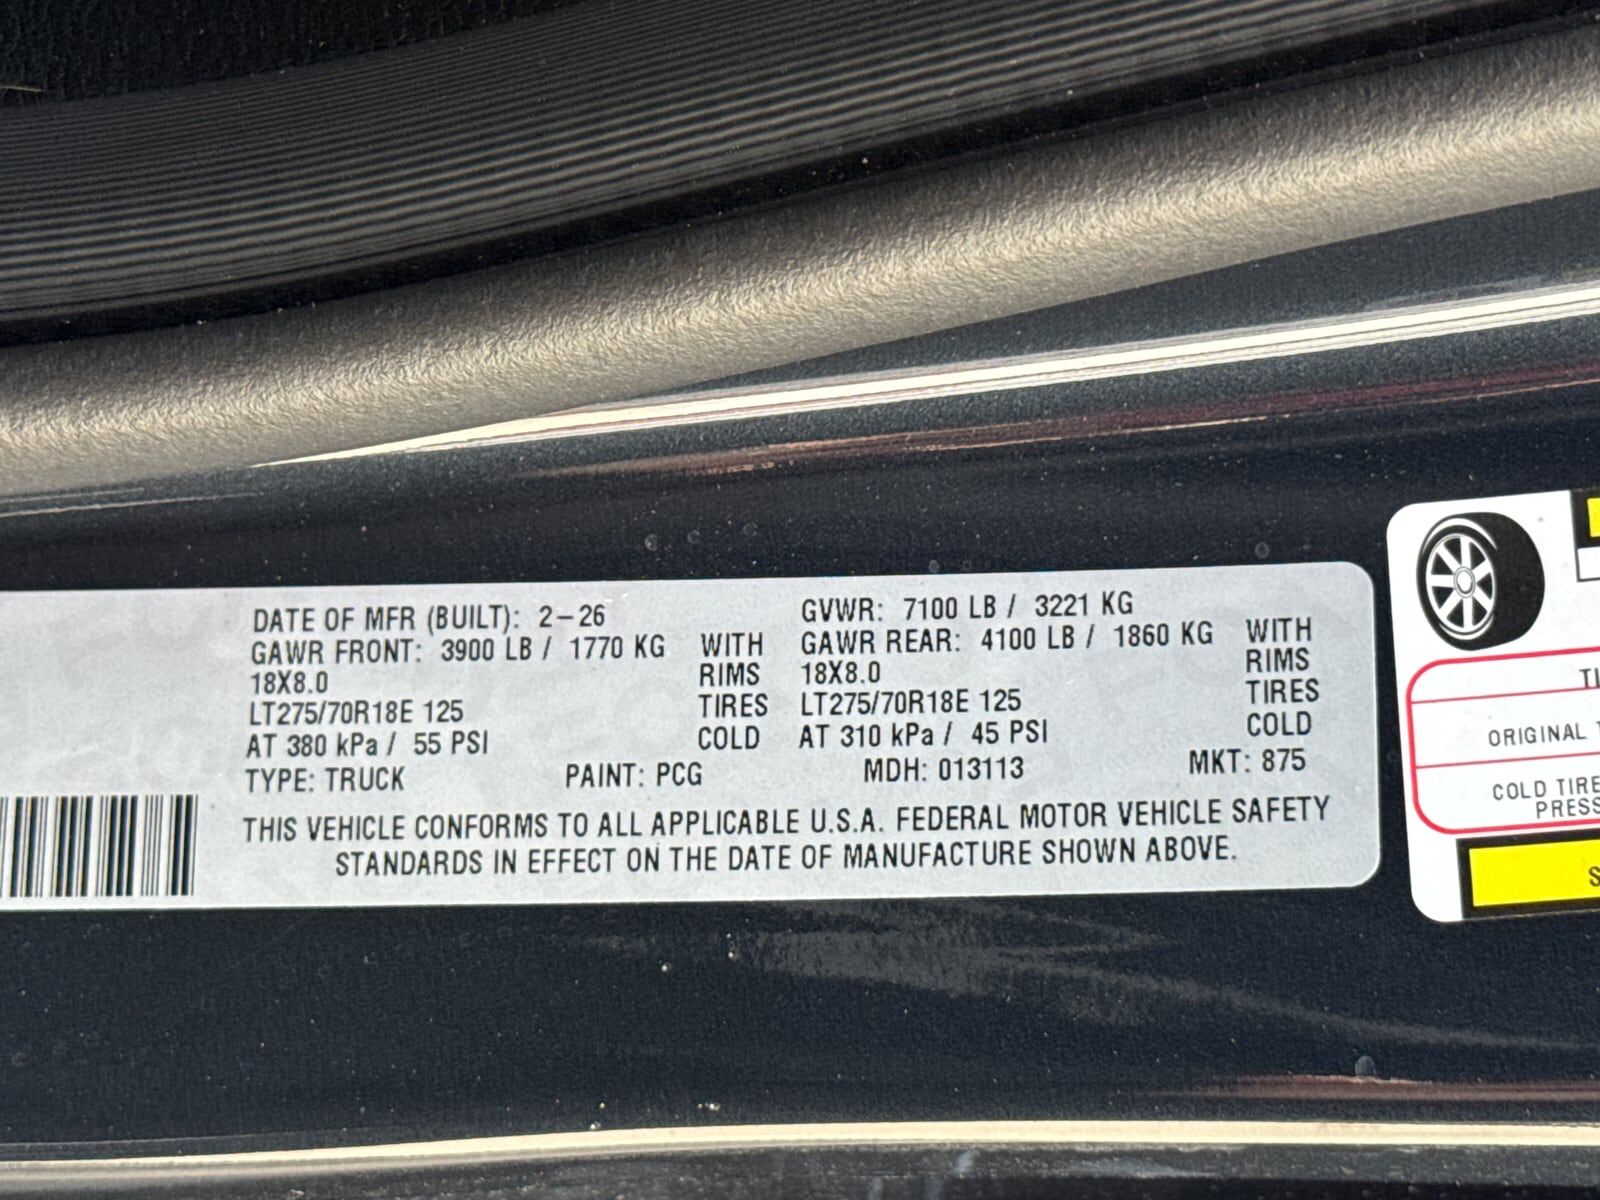 DATE OF MFR (BUILT): 2-26 GVWR: 7100 LB / 3221 KG
GAWR FRONT: 3900 LB / 1770 KG WITH GAWR REAR: 4100 LB / 1860 KG WITH
18X8.0 RIMS 18X8.0 RIMS
LT275/70R18E 125 TIRES LT275/70R18E 125 TIRES
AT 380 kPa / 55 PSI COLD AT 310 kPa / 45 PSI COLD
TYPE: TRUCK PAINT: PCG MDH: 013113 MKT: 875
THIS VEHICLE CONFORMS TO ALL APPLICABLE U.S.A. FEDERAL MOTOR VEHICLE SAFETY
STANDARDS IN EFFECT ON THE DATE OF MANUFACTURE SHOWN ABOVE.
ORIGINAL
COLD TIRE